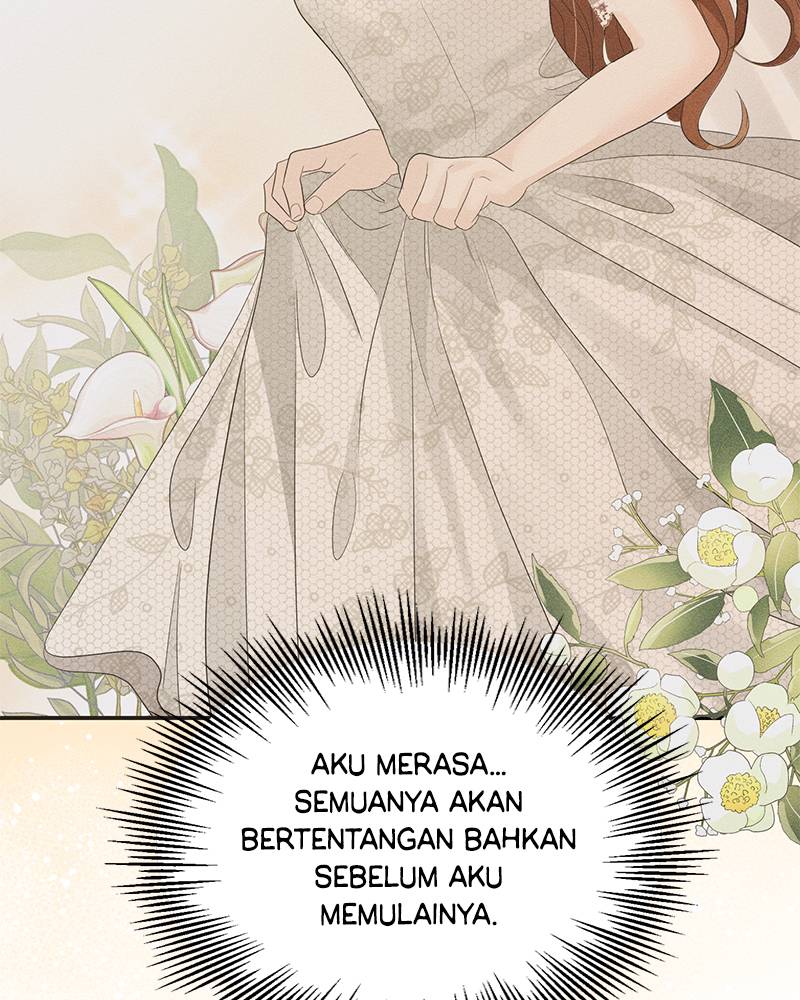 AKU MERASA...
SEMUANYA AKAN
BERTENTANGAN BAHKAN
SEBELUM AKU
MEMULAINYA.